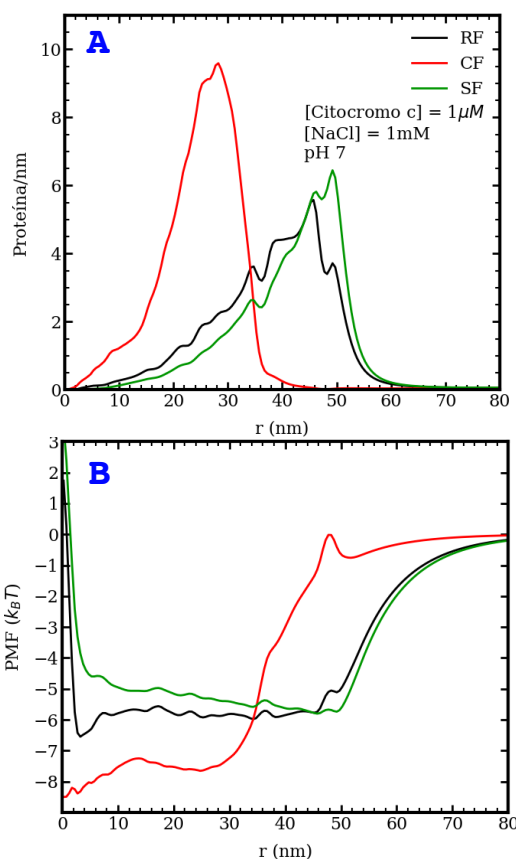 A
RF
CF
SF
[Citocromo c] = 1μM
[NaCl] = 1mM
pH 7
Proteína/nm
10
8
6
4
2
0
0 10 20 30 40 50 60 70 80
r (nm)
B
PMF (k_BT)
3
2
1
0
−1
−2
−3
−4
−5
−6
−7
−8
0 10 20 30 40 50 60 70 80
r (nm)